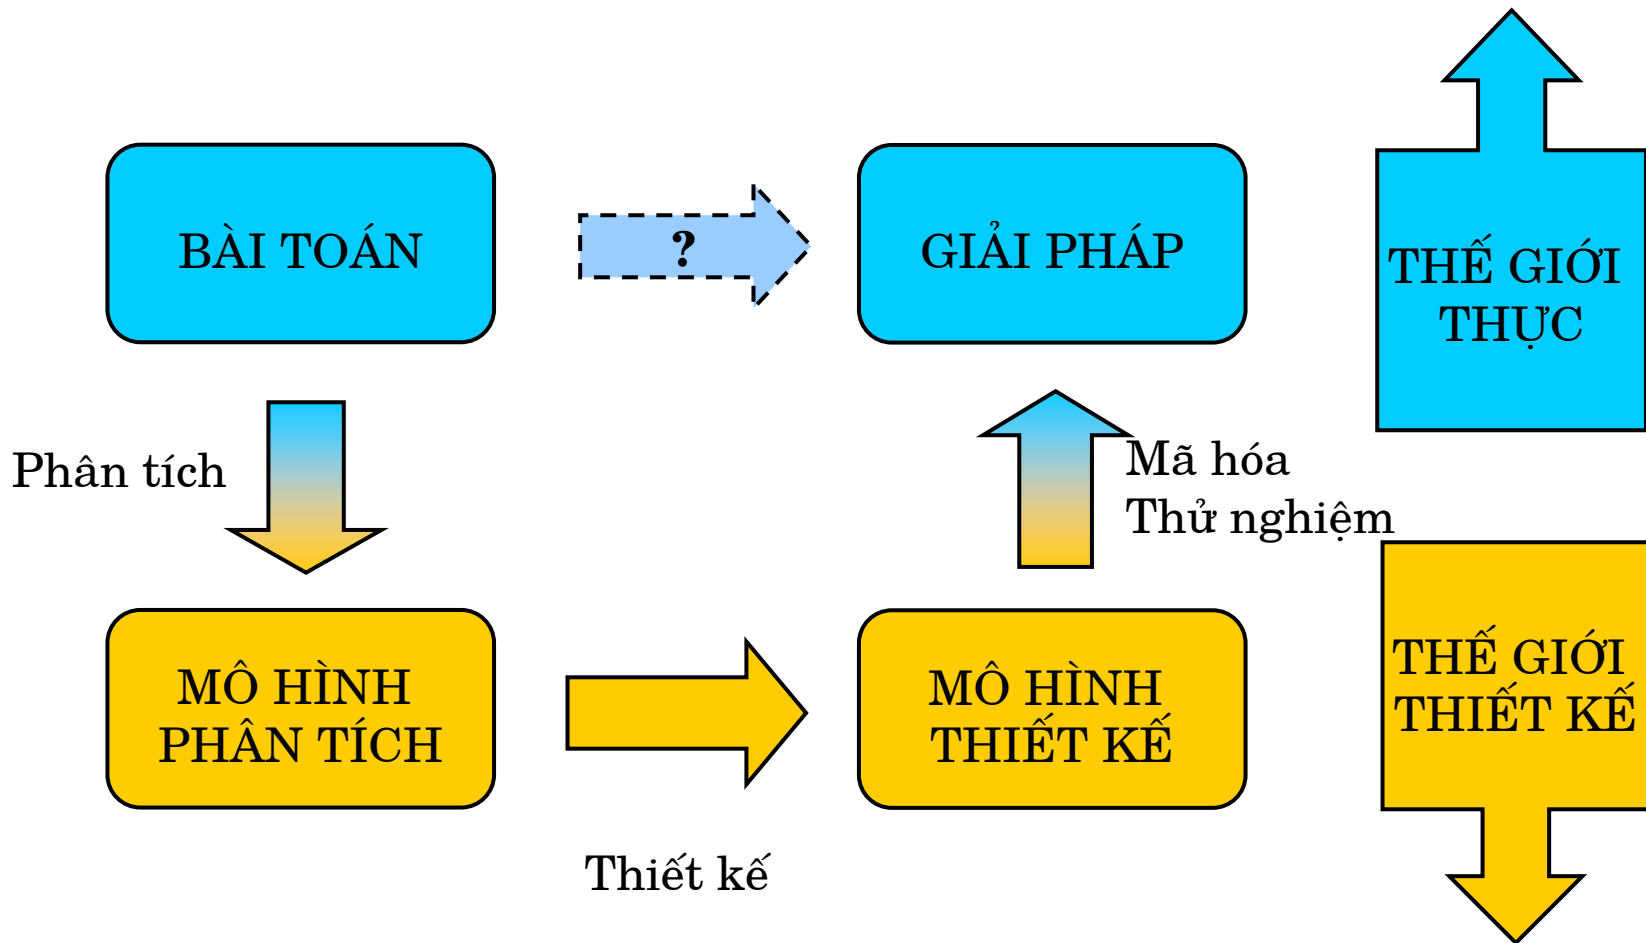 BÀI TOÁN
?
GIẢI PHÁP
THẾ GIỚI
THỰC
Phân tích
Mã hóa
Thử nghiệm
MÔ HÌNH
PHÂN TÍCH
MÔ HÌNH
THIẾT KẾ
THẾ GIỚI
THIẾT KẾ
Thiết kế